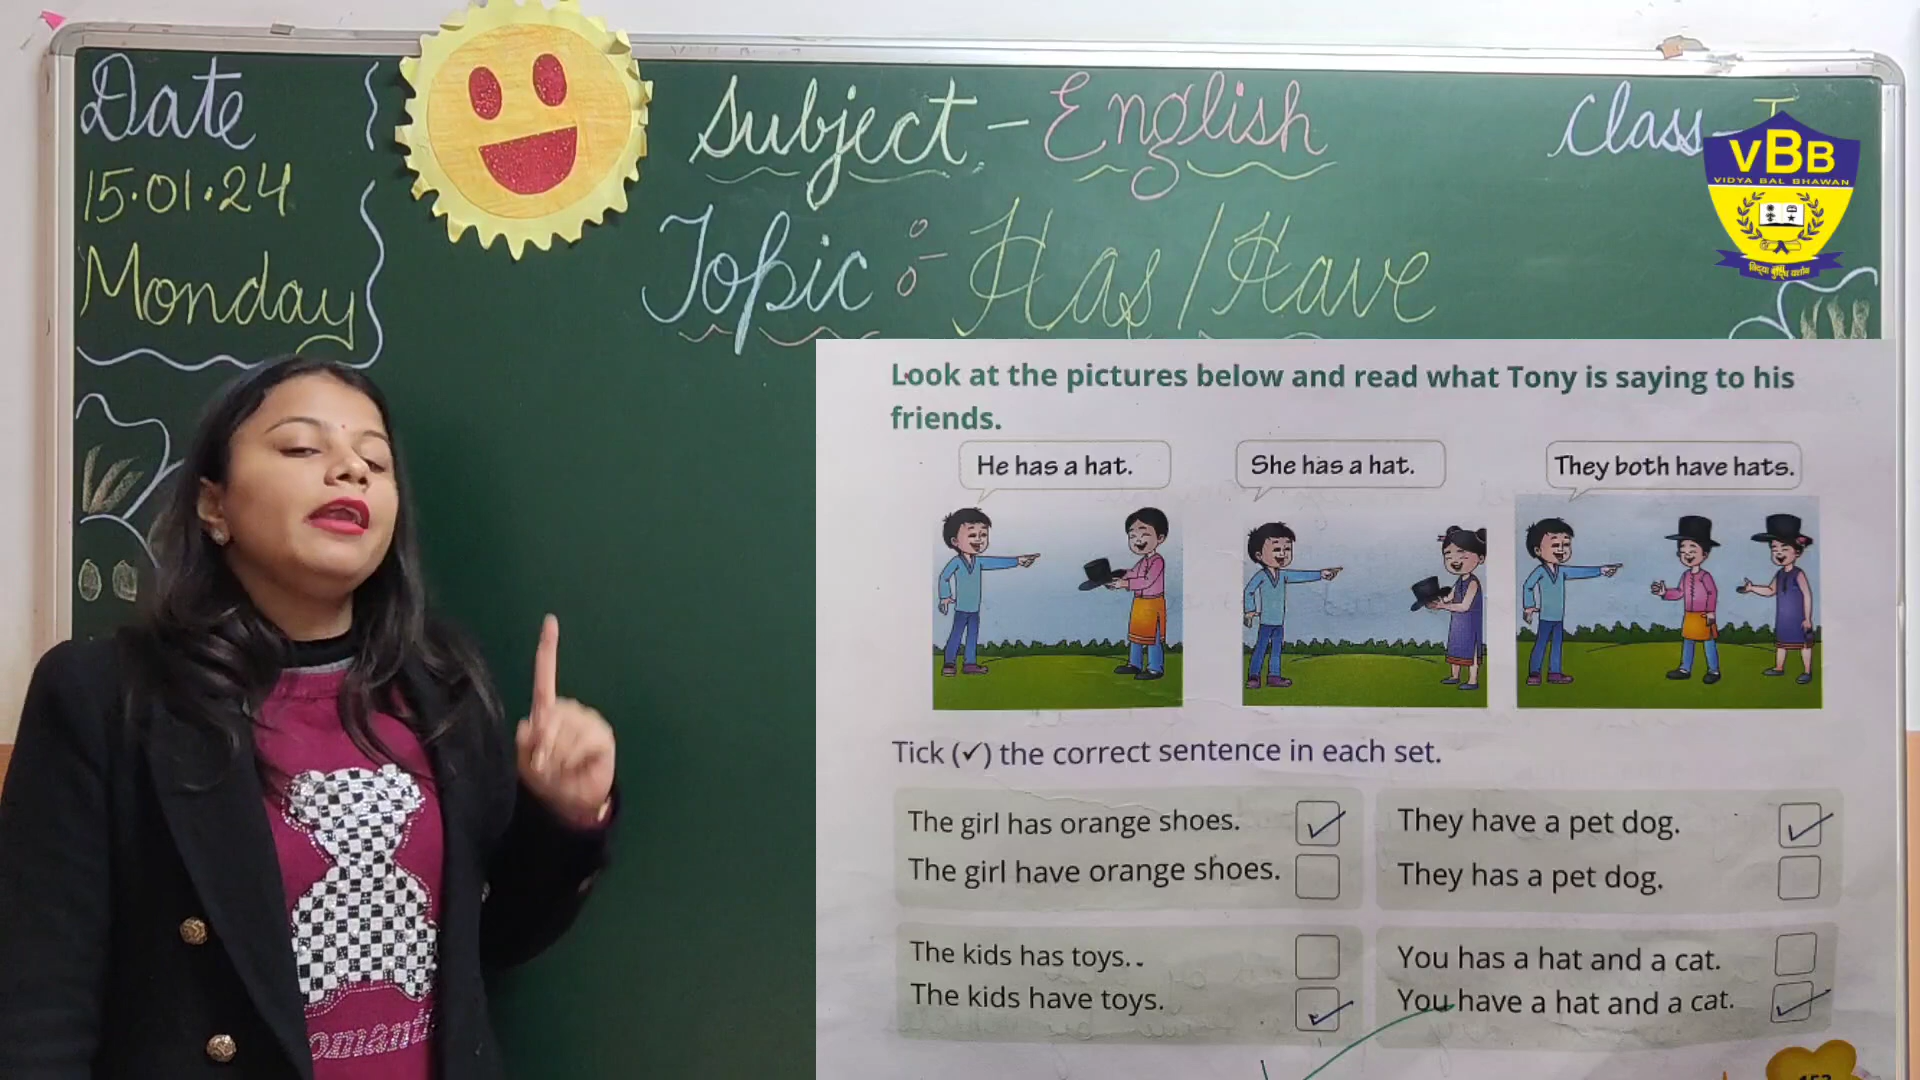 Date
15.01.24
Monday
Subject - English
Class - I
Topic :- Has/Have
VBB
VIDYA BAL BHAWAN
Look at the pictures below and read what Tony is saying to his
friends.
He has a hat.
She has a hat.
They both have hats.
Tick (✓) the correct sentence in each set.
The girl has orange shoes. ✓
The girl have orange shoes.
They have a pet dog. ✓
They has a pet dog.
The kids has toys.
The kids have toys. ✓
You has a hat and a cat.
You have a hat and a cat. ✓
omanti